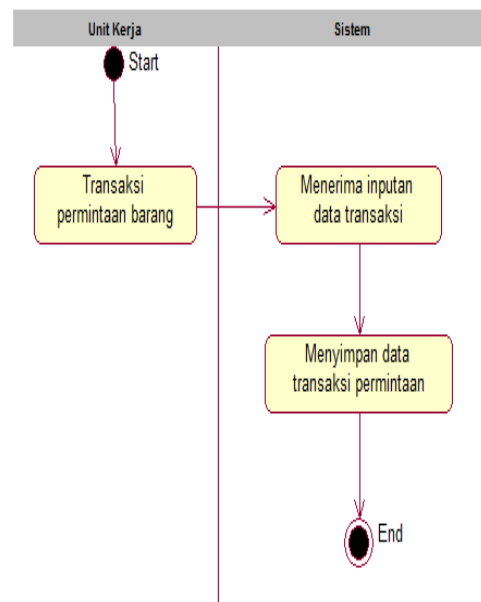 Unit Kerja
Sistem
Start
Transaksi
permintaan barang
Menerima inputan
data transaksi
Menyimpan data
transaksi permintaan
End